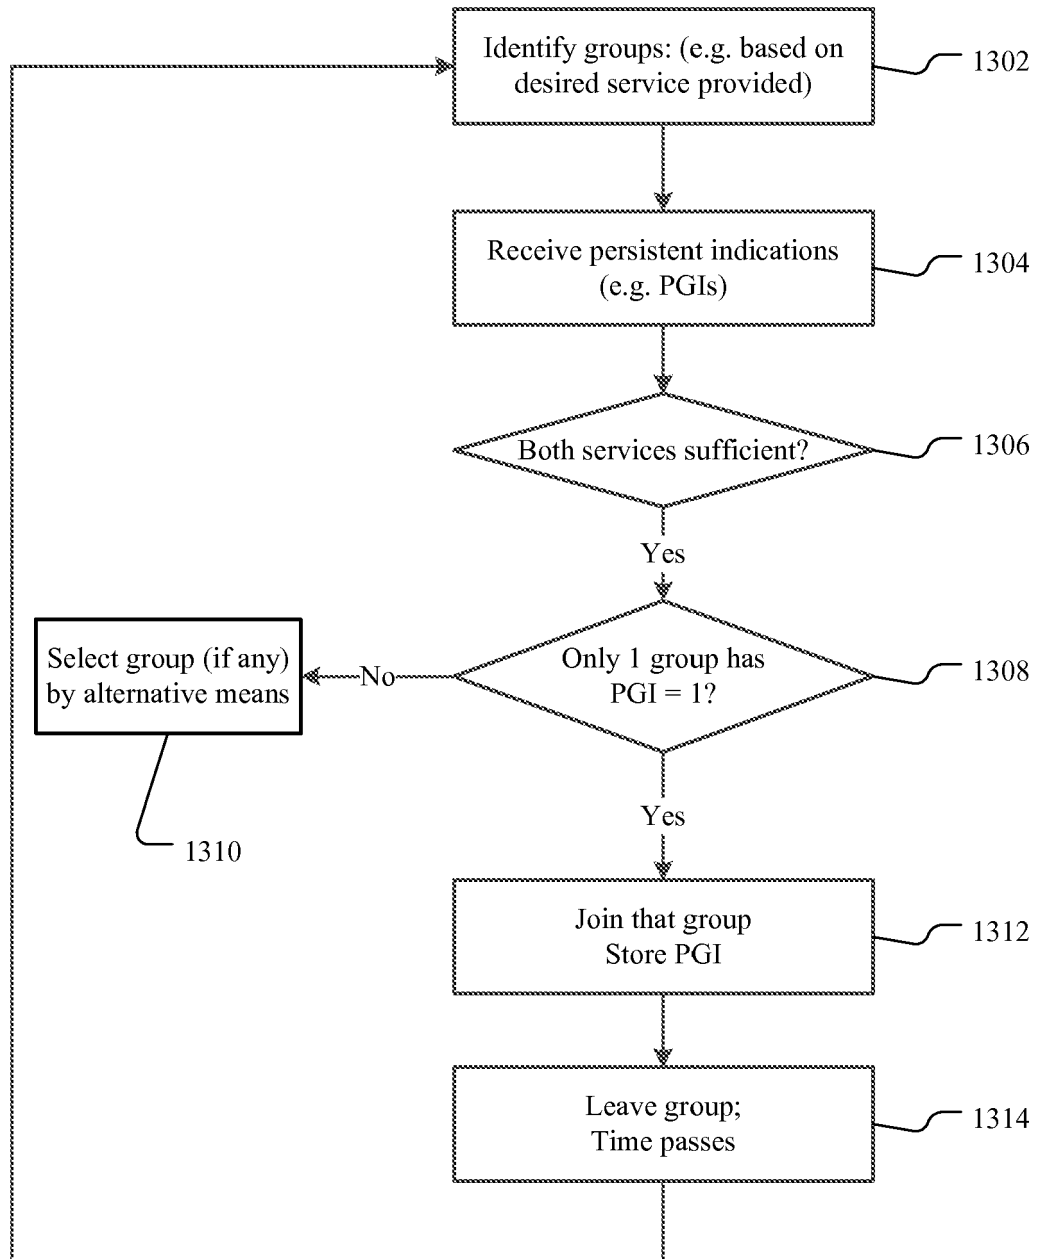 Identify groups: (e.g. based on
desired service provided)
1302
Receive persistent indications
(e.g. PGIs)
1304
Both services sufficient?
1306
Yes
Only 1 group has
PGI = 1?
1308
No
Select group (if any)
by alternative means
1310
Yes
Join that group
Store PGI
1312
Leave group;
Time passes
1314